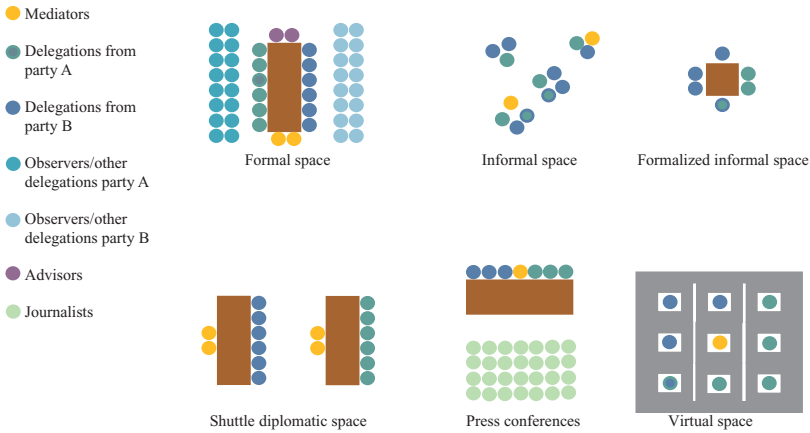 Mediators
Delegations from
party A
Delegations from
party B
Observers/other
delegations party A
Observers/other
delegations party B
Advisors
Journalists
Formal space
Informal space
Formalized informal space
Shuttle diplomatic space
Press conferences
Virtual space